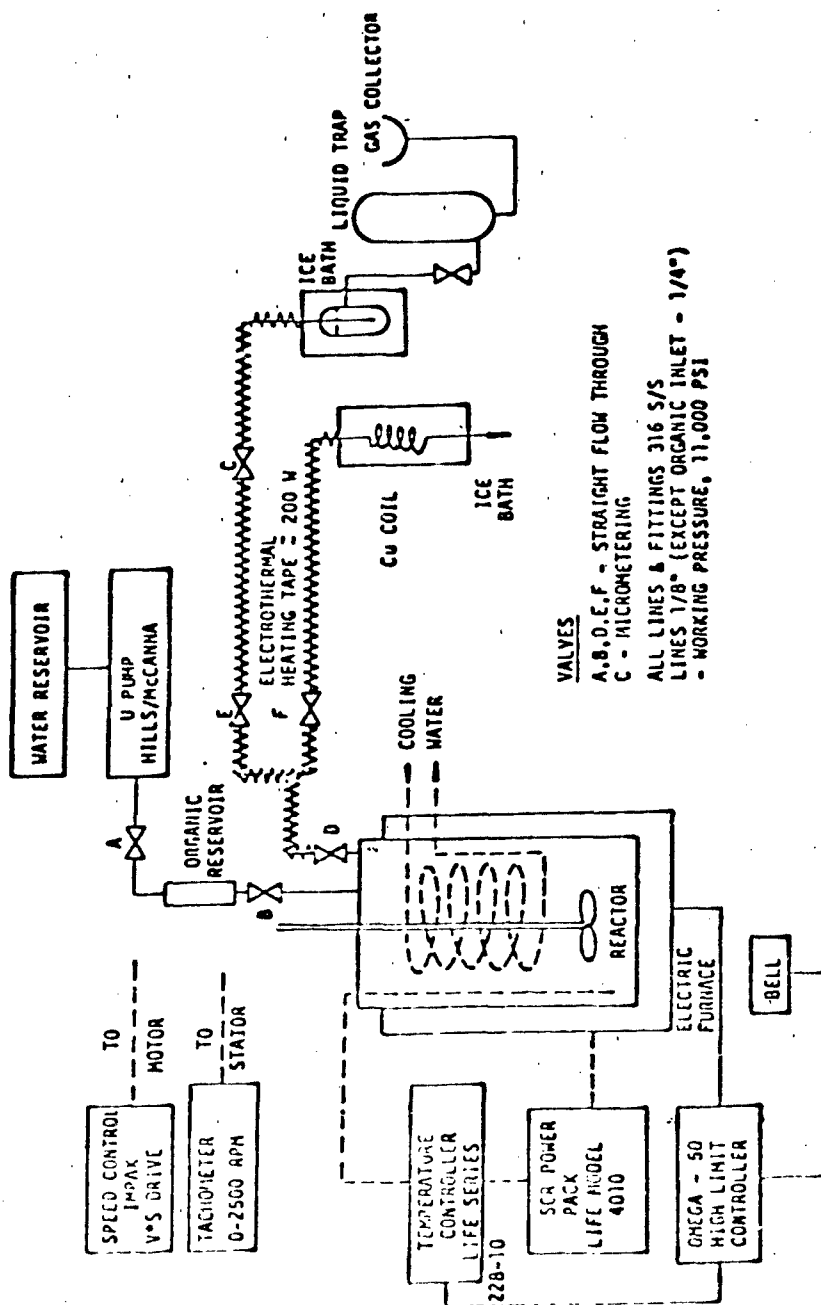 WATER RESERVOIR
U PUMP
HILLS/McCANNA
A
ORGANIC
RESERVOIR
B
SPEED CONTROL
IMPAK
V*S DRIVE
TO
MOTOR
TACHOMETER
0-2500 RPM
TO
STATOR
E
C
ELECTROTHERMAL
HEATING TAPE = 200 W
F
D
ICE
BATH
LIQUID TRAP
GAS COLLECTOR
Cu COIL
ICE
BATH
COOLING
WATER
REACTOR
ELECTRIC
FURNACE
TEMPERATURE
CONTROLLER
LIFE SERIES
228-10
SCR POWER
PACK
LIFE MODEL
4010
OMEGA - 50
HIGH LIMIT
CONTROLLER
BELL
VALVES
A,B,D,E,F - STRAIGHT FLOW THROUGH
C - MICROMETERING
ALL LINES & FITTINGS 316 S/S
LINES 1/8" (EXCEPT ORGANIC INLET - 1/4")
- WORKING PRESSURE, 11,000 PSI